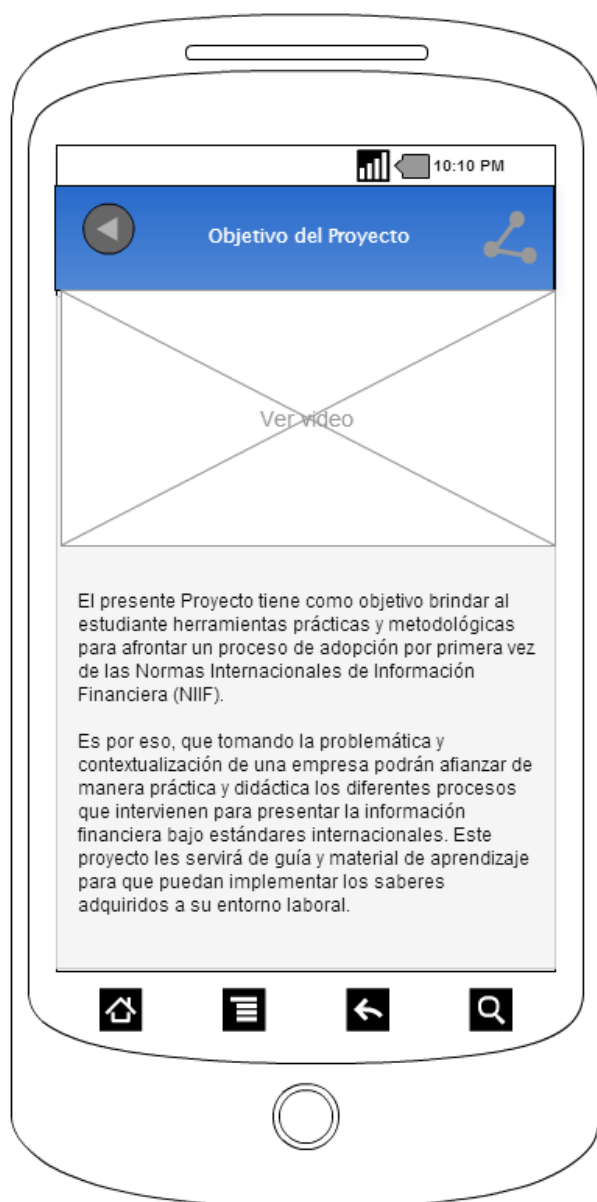 10:10 PM
Objetivo del Proyecto
Ver video
El presente Proyecto tiene como objetivo brindar al
estudiante herramientas prácticas y metodológicas
para afrontar un proceso de adopción por primera vez
de las Normas Internacionales de Información
Financiera (NIIF).
Es por eso, que tomando la problemática y
contextualización de una empresa podrán afianzar de
manera práctica y didáctica los diferentes procesos
que intervienen para presentar la información
financiera bajo estándares internacionales. Este
proyecto les servirá de guía y material de aprendizaje
para que puedan implementar los saberes
adquiridos a su entorno laboral.